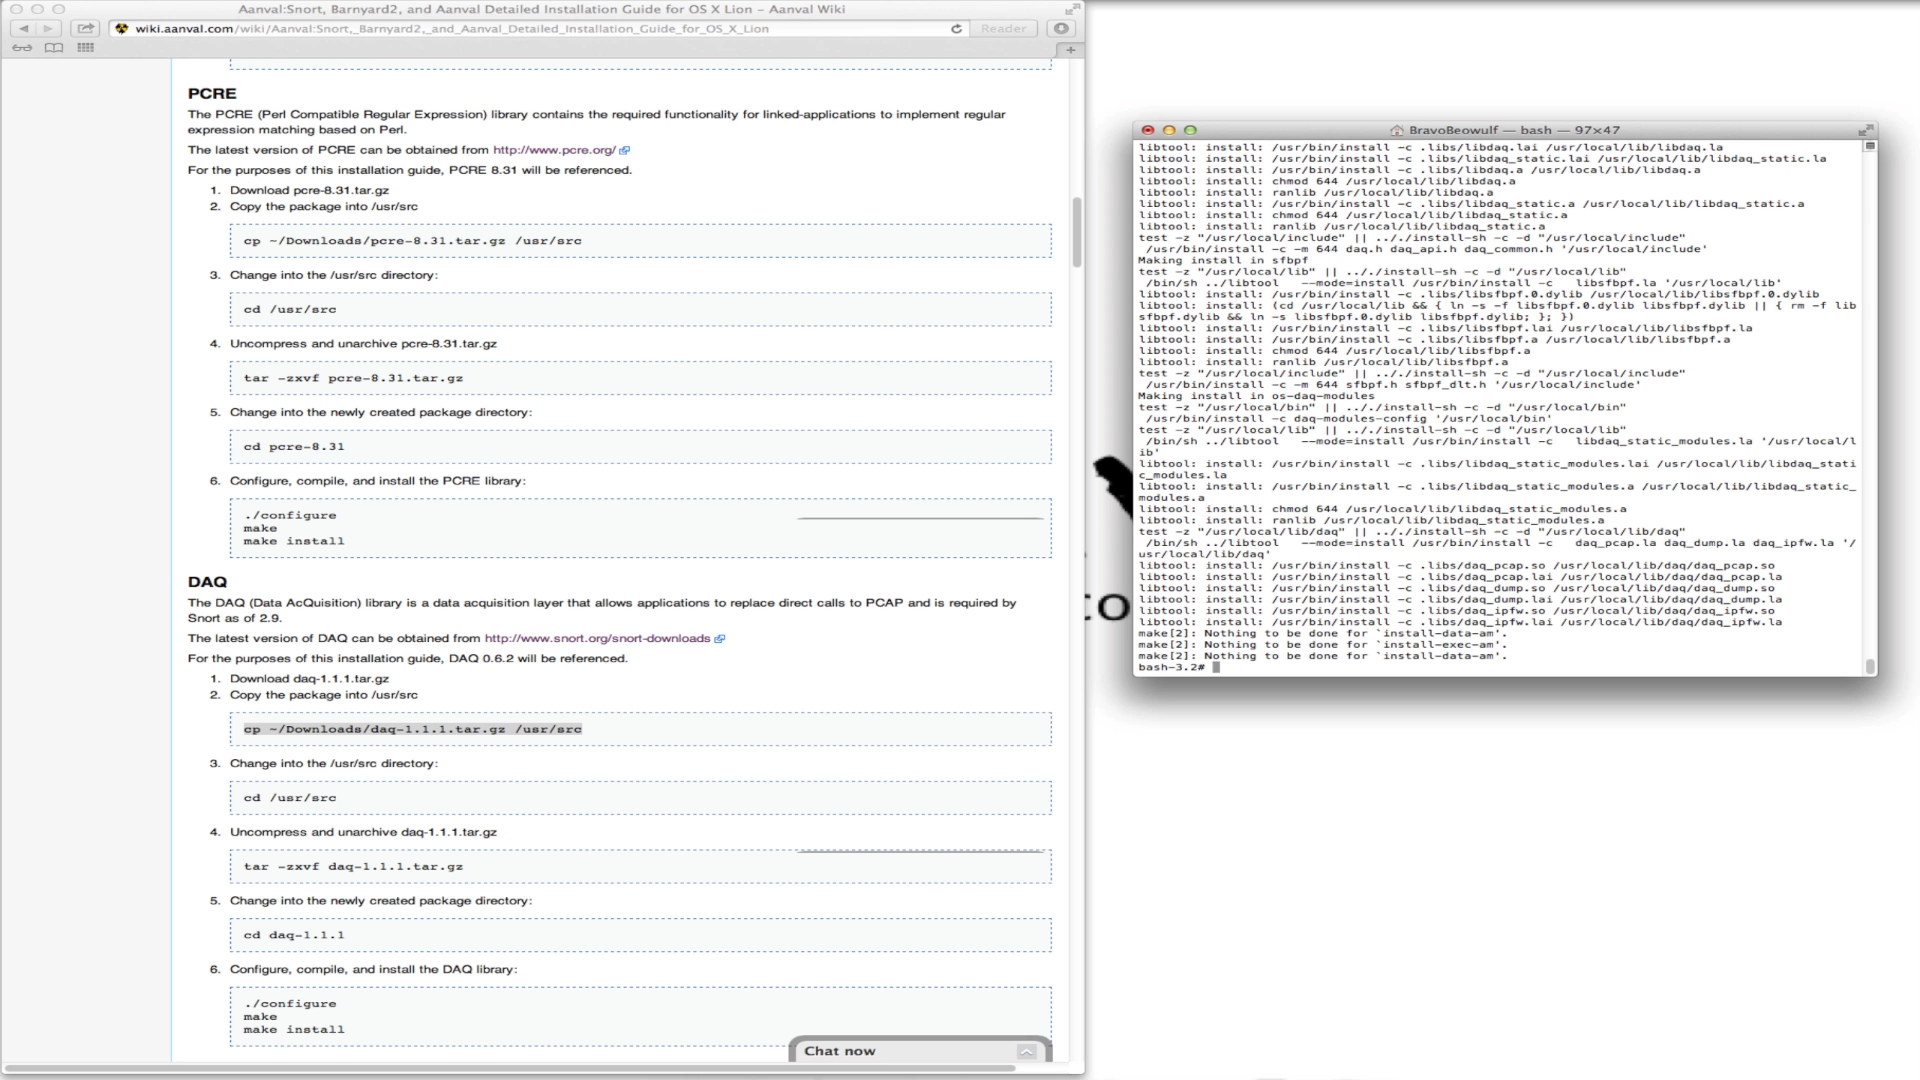 Aanval:Snort, Barnyard2, and Aanval Detailed Installation Guide for OS X Lion – Aanval Wiki
wiki.aanval.com/wiki/Aanval:Snort,_Barnyard2,_and_Aanval_Detailed_Installation_Guide_for_OS_X_Lion
Reader
PCRE
The PCRE (Perl Compatible Regular Expression) library contains the required functionality for linked-applications to implement regular
expression matching based on Perl.
The latest version of PCRE can be obtained from http://www.pcre.org/
For the purposes of this installation guide, PCRE 8.31 will be referenced.
1. Download pcre-8.31.tar.gz
2. Copy the package into /usr/src
cp ~/Downloads/pcre-8.31.tar.gz /usr/src
3. Change into the /usr/src directory:
cd /usr/src
4. Uncompress and unarchive pcre-8.31.tar.gz
tar -zxvf pcre-8.31.tar.gz
5. Change into the newly created package directory:
cd pcre-8.31
6. Configure, compile, and install the PCRE library:
./configure
make
make install
DAQ
The DAQ (Data AcQuisition) library is a data acquisition layer that allows applications to replace direct calls to PCAP and is required by
Snort as of 2.9.
The latest version of DAQ can be obtained from http://www.snort.org/snort-downloads
For the purposes of this installation guide, DAQ 0.6.2 will be referenced.
1. Download daq-1.1.1.tar.gz
2. Copy the package into /usr/src
cp ~/Downloads/daq-1.1.1.tar.gz /usr/src
3. Change into the /usr/src directory:
cd /usr/src
4. Uncompress and unarchive daq-1.1.1.tar.gz
tar -zxvf daq-1.1.1.tar.gz
5. Change into the newly created package directory:
cd daq-1.1.1
6. Configure, compile, and install the DAQ library:
./configure
make
make install
Chat now
BravoBeowulf — bash — 97×47
libtool: install: /usr/bin/install -c .libs/libdaq.lai /usr/local/lib/libdaq.la
libtool: install: /usr/bin/install -c .libs/libdaq_static.lai /usr/local/lib/libdaq_static.la
libtool: install: /usr/bin/install -c .libs/libdaq.a /usr/local/lib/libdaq.a
libtool: install: chmod 644 /usr/local/lib/libdaq.a
libtool: install: ranlib /usr/local/lib/libdaq.a
libtool: install: /usr/bin/install -c .libs/libdaq_static.a /usr/local/lib/libdaq_static.a
libtool: install: chmod 644 /usr/local/lib/libdaq_static.a
libtool: install: ranlib /usr/local/lib/libdaq_static.a
test -z "/usr/local/include" || .././install-sh -c -d "/usr/local/include"
/usr/bin/install -c -m 644 daq.h daq_api.h daq_common.h '/usr/local/include'
Making install in sfbpf
test -z "/usr/local/lib" || .././install-sh -c -d "/usr/local/lib"
/bin/sh ../libtool --mode=install /usr/bin/install -c libsfbpf.la '/usr/local/lib'
libtool: install: /usr/bin/install -c .libs/libsfbpf.0.dylib /usr/local/lib/libsfbpf.0.dylib
libtool: install: (cd /usr/local/lib && { ln -s -f libsfbpf.0.dylib libsfbpf.dylib || { rm -f lib
sfbpf.dylib && ln -s libsfbpf.0.dylib libsfbpf.dylib; }; })
libtool: install: /usr/bin/install -c .libs/libsfbpf.lai /usr/local/lib/libsfbpf.la
libtool: install: /usr/bin/install -c .libs/libsfbpf.a /usr/local/lib/libsfbpf.a
libtool: install: chmod 644 /usr/local/lib/libsfbpf.a
libtool: install: ranlib /usr/local/lib/libsfbpf.a
test -z "/usr/local/include" || .././install-sh -c -d "/usr/local/include"
/usr/bin/install -c -m 644 sfbpf.h sfbpf_dlt.h '/usr/local/include'
Making install in os-daq-modules
test -z "/usr/local/bin" || .././install-sh -c -d "/usr/local/bin"
/usr/bin/install -c daq-modules-config '/usr/local/bin'
test -z "/usr/local/lib" || .././install-sh -c -d "/usr/local/lib"
/bin/sh ../libtool --mode=install /usr/bin/install -c libdaq_static_modules.la '/usr/local/l
ib'
libtool: install: /usr/bin/install -c .libs/libdaq_static_modules.lai /usr/local/lib/libdaq_stati
c_modules.la
libtool: install: /usr/bin/install -c .libs/libdaq_static_modules.a /usr/local/lib/libdaq_static_
modules.a
libtool: install: chmod 644 /usr/local/lib/libdaq_static_modules.a
libtool: install: ranlib /usr/local/lib/libdaq_static_modules.a
test -z "/usr/local/lib/daq" || .././install-sh -c -d "/usr/local/lib/daq"
/bin/sh ../libtool --mode=install /usr/bin/install -c daq_pcap.la daq_dump.la daq_ipfw.la '/
usr/local/lib/daq'
libtool: install: /usr/bin/install -c .libs/daq_pcap.so /usr/local/lib/daq/daq_pcap.so
libtool: install: /usr/bin/install -c .libs/daq_pcap.lai /usr/local/lib/daq/daq_pcap.la
libtool: install: /usr/bin/install -c .libs/daq_dump.so /usr/local/lib/daq/daq_dump.so
libtool: install: /usr/bin/install -c .libs/daq_dump.lai /usr/local/lib/daq/daq_dump.la
libtool: install: /usr/bin/install -c .libs/daq_ipfw.so /usr/local/lib/daq/daq_ipfw.so
libtool: install: /usr/bin/install -c .libs/daq_ipfw.lai /usr/local/lib/daq/daq_ipfw.la
make[2]: Nothing to be done for `install-data-am'.
make[2]: Nothing to be done for `install-exec-am'.
make[2]: Nothing to be done for `install-data-am'.
bash-3.2#